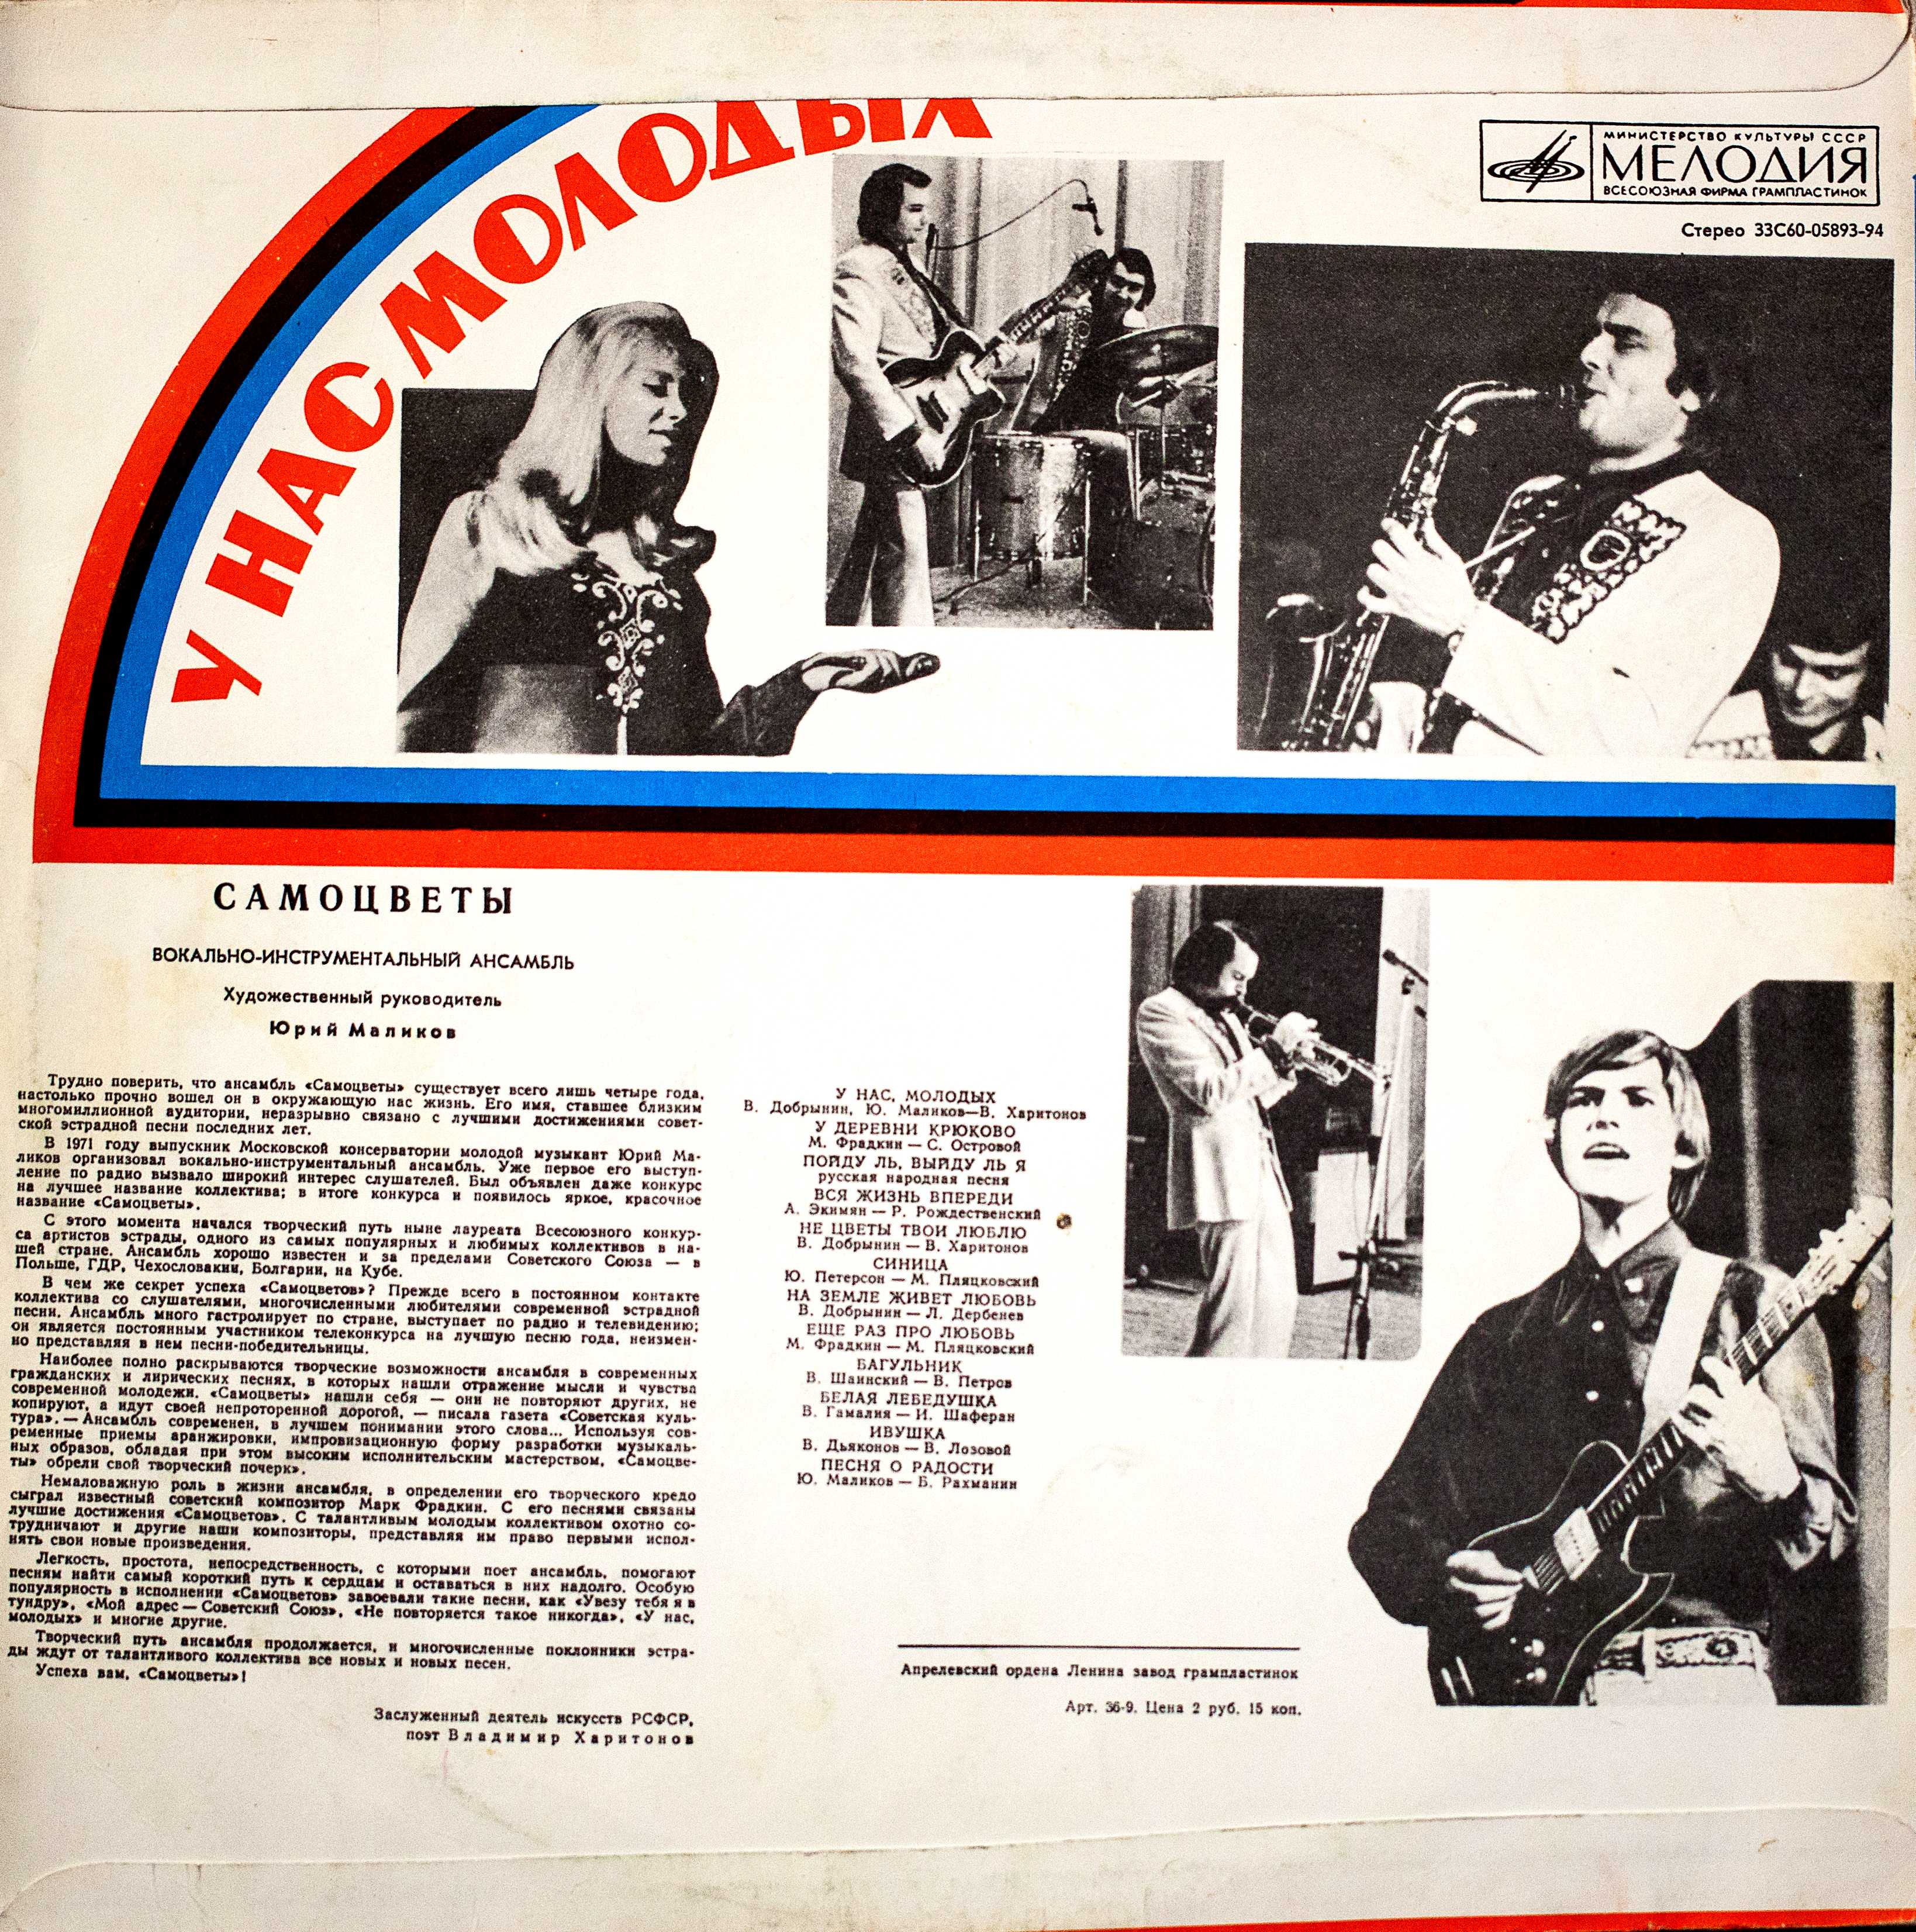 У НАС МОЛОДЫХ
МИНИСТЕРСТВО КУЛЬТУРЫ СССР
МЕЛОДИЯ
ВСЕСОЮЗНАЯ ФИРМА ГРАМПЛАСТИНОК
Стерео 33С60-05893-94
САМОЦВЕТЫ
ВОКАЛЬНО-ИНСТРУМЕНТАЛЬНЫЙ АНСАМБЛЬ
Художественный руководитель
Юрий Маликов
Трудно поверить, что ансамбль «Самоцветы» существует всего лишь четыре года,
настолько прочно вошел он в окружающую нас жизнь. Его имя, ставшее близким
многомиллионной аудитории, неразрывно связано с лучшими достижениями совет-
ской эстрадной песни последних лет.
В 1971 году выпускник Московской консерватории молодой музыкант Юрий Ма-
ликов организовал вокально-инструментальный ансамбль. Уже первое его выступ-
ление по радио вызвало широкий интерес слушателей. Был объявлен даже конкурс
на лучшее название коллектива; в итоге конкурса и появилось яркое, красочное
название «Самоцветы».
С этого момента начался творческий путь ныне лауреата Всесоюзного конкур-
са артистов эстрады, одного из самых популярных и любимых коллективов в на-
шей стране. Ансамбль хорошо известен и за пределами Советского Союза — в
Польше, ГДР, Чехословакии, Болгарии, на Кубе.
В чем же секрет успеха «Самоцветов»? Прежде всего в постоянном контакте
коллектива со слушателями, многочисленными любителями современной эстрадной
песни. Ансамбль много гастролирует по стране, выступает по радио и телевидению;
он является постоянным участником телеконкурса на лучшую песню года, неизмен-
но представляя в нем песни-победительницы.
Наиболее полно раскрываются творческие возможности ансамбля в современных
гражданских и лирических песнях, в которых нашли отражение мысли и чувства
современной молодежи. «Самоцветы» нашли себя — они не повторяют других, не
копируют, а идут своей непроторенной дорогой, — писала газета «Советская куль-
тура». — Ансамбль современен, в лучшем понимании этого слова... Используя сов-
ременные приемы аранжировки, импровизационную форму разработки музыкаль-
ных образов, обладая при этом высоким исполнительским мастерством, «Самоцве-
ты» обрели свой творческий почерк».
Немаловажную роль в жизни ансамбля, в определении его творческого кредо
сыграл известный советский композитор Марк Фрадкин. С его песнями связаны
лучшие достижения «Самоцветов». С талантливым молодым коллективом охотно со-
трудничают и другие наши композиторы, представляя им право первыми испол-
нять свои новые произведения.
Легкость, простота, непосредственность, с которыми поет ансамбль, помогают
песням найти самый короткий путь к сердцам и оставаться в них надолго. Особую
популярность в исполнении «Самоцветов» завоевали такие песни, как «Увезу тебя я в
тундру», «Мой адрес — Советский Союз», «Не повторяется такое никогда», «У нас,
молодых» и многие другие.
Творческий путь ансамбля продолжается, и многочисленные поклонники эстра-
ды ждут от талантливого коллектива все новых и новых песен.
Успеха вам, «Самоцветы»!
Заслуженный деятель искусств РСФСР,
поэт Владимир Харитонов
У НАС, МОЛОДЫХ
В. Добрынин, Ю. Маликов—В. Харитонов
У ДЕРЕВНИ КРЮКОВО
М. Фрадкин — С. Островой
ПОЙДУ ЛЬ, ВЫЙДУ ЛЬ Я
русская народная песня
ВСЯ ЖИЗНЬ ВПЕРЕДИ
А. Экимян — Р. Рождественский
НЕ ЦВЕТЫ ТВОИ ЛЮБЛЮ
В. Добрынин — В. Харитонов
СИНИЦА
Ю. Петерсон — М. Пляцковский
НА ЗЕМЛЕ ЖИВЕТ ЛЮБОВЬ
В. Добрынин — Л. Дербенев
ЕЩЕ РАЗ ПРО ЛЮБОВЬ
М. Фрадкин — М. Пляцковский
БАГУЛЬНИК
В. Шаинский — В. Петров
БЕЛАЯ ЛЕБЕДУШКА
В. Гамалия — И. Шаферан
ИВУШКА
В. Дьяконов — В. Лозовой
ПЕСНЯ О РАДОСТИ
Ю. Маликов — Б. Рахманин
Апрелевский ордена Ленина завод грампластинок
Арт. 36-9. Цена 2 руб. 15 коп.